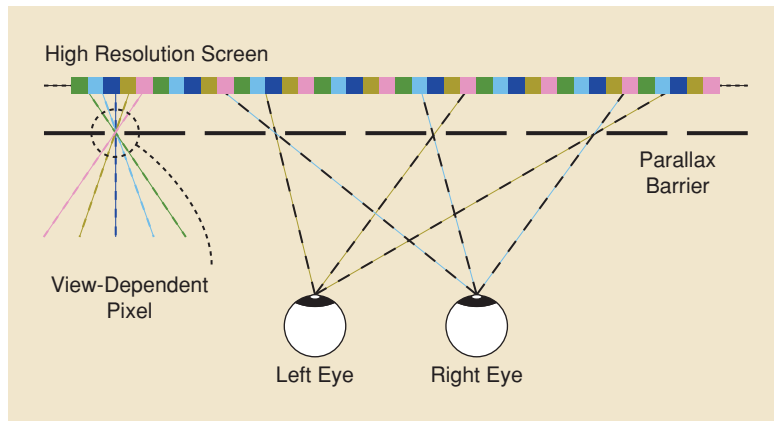 High Resolution Screen
Parallax
Barrier
View-Dependent
Pixel
Left Eye
Right Eye